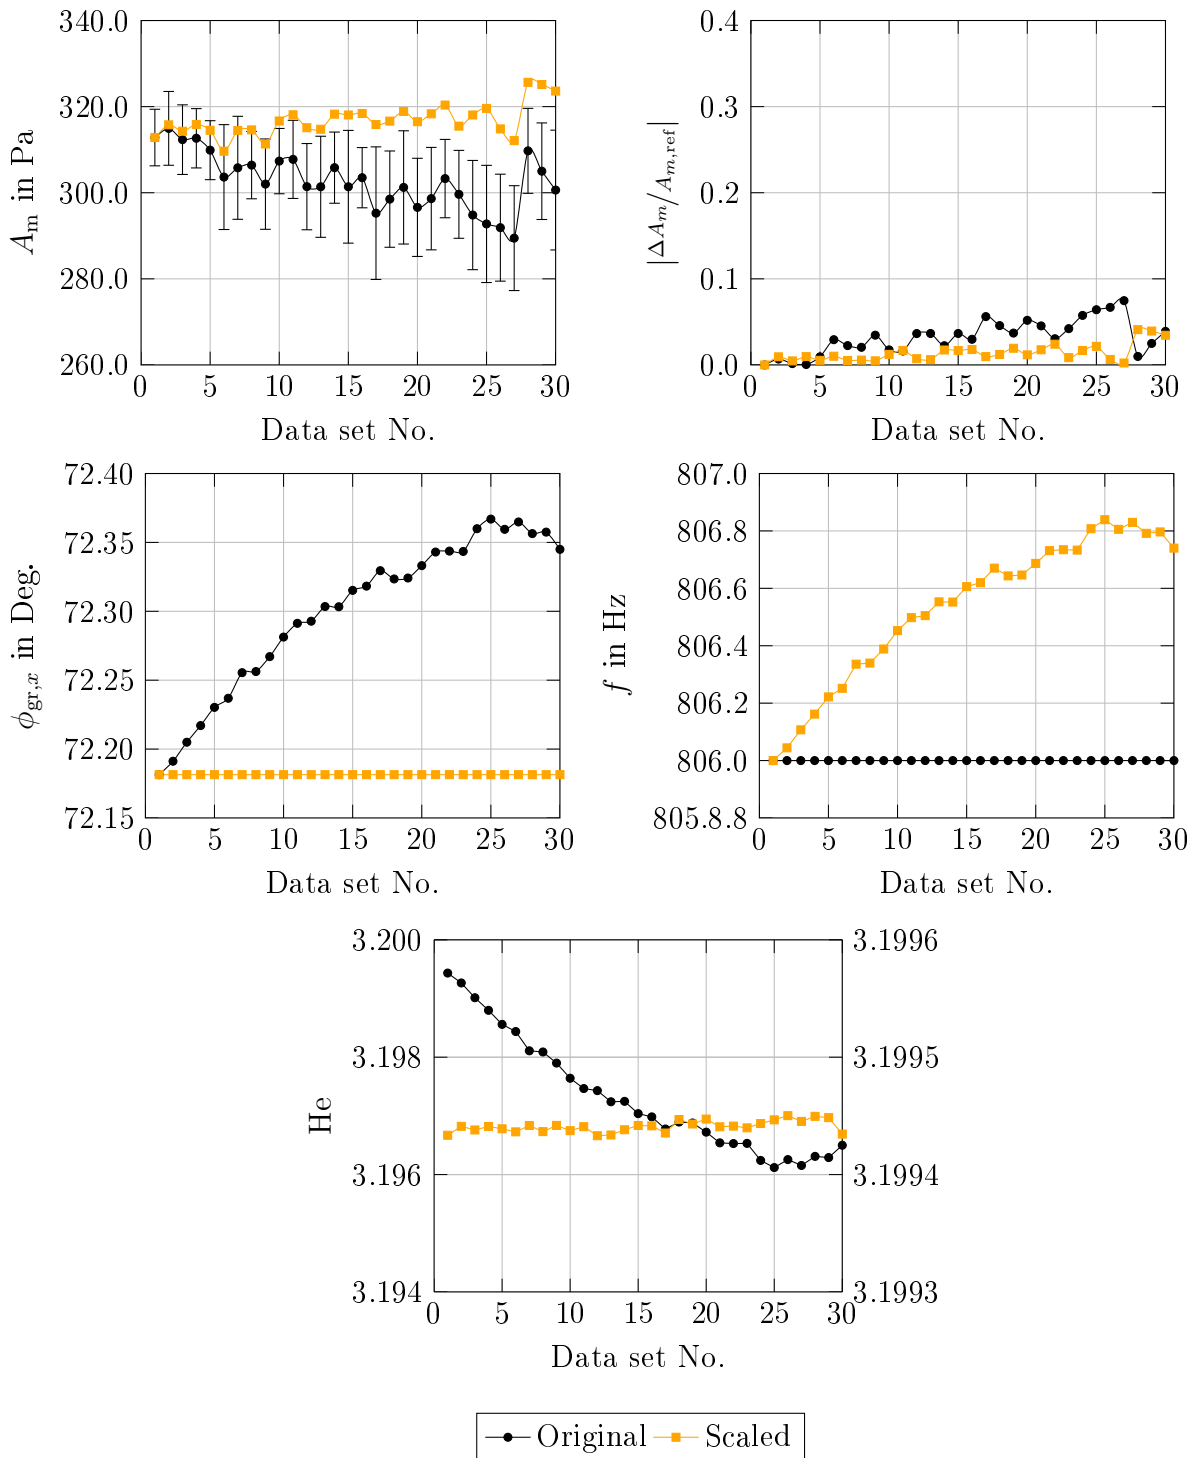 340.0
320.0
300.0
280.0
260.0
0 5 10 15 20 25 30
Data set No.
A_m in Pa
0.4
0.3
0.2
0.1
0.0
0 5 10 15 20 25 30
Data set No.
|ΔA_m/A_m,ref|
72.40
72.35
72.30
72.25
72.20
72.15
0 5 10 15 20 25 30
Data set No.
ϕ_gr,x in Deg.
807.0
806.8
806.6
806.4
806.2
806.0
805.8.8
0 5 10 15 20 25 30
Data set No.
f in Hz
3.200
3.198
3.196
3.194
0 5 10 15 20 25 30
Data set No.
He
3.1996
3.1995
3.1994
3.1993
Original Scaled